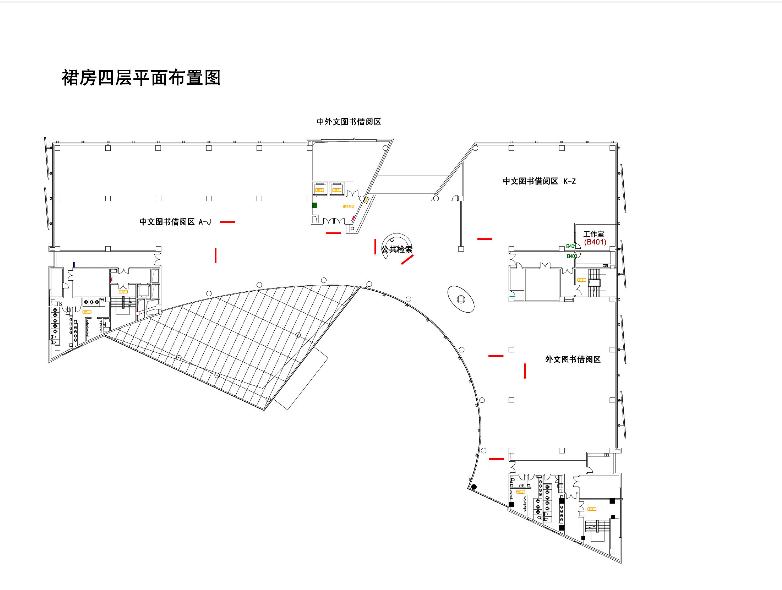 裙房四层平面布置图
中外文图书借阅区
中文图书借阅区 K-Z
中文图书借阅区 A-J
工作室
(B401)
公共检索
外文图书借阅区